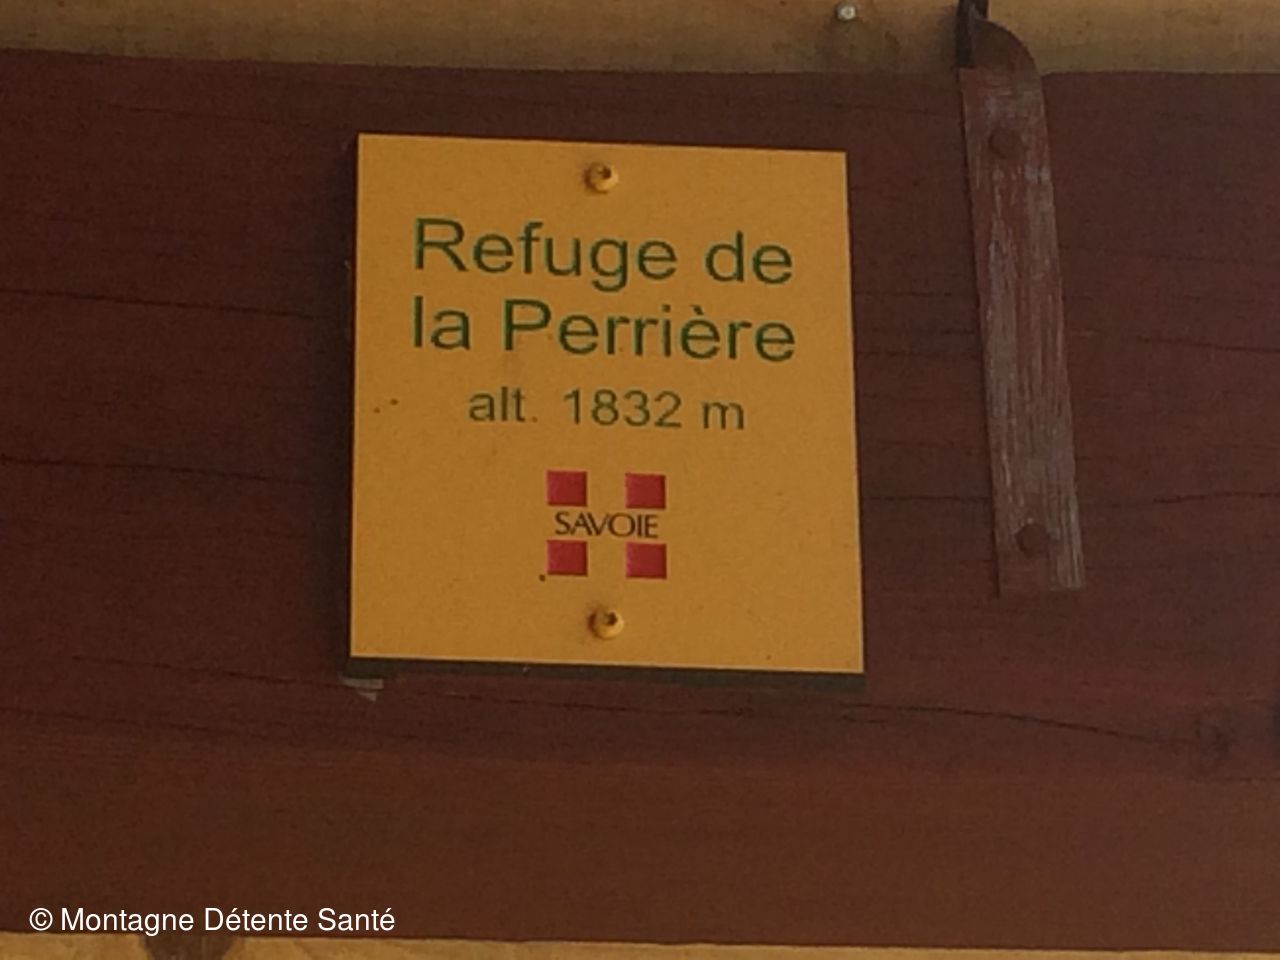 Refuge de
la Perrière
alt. 1832 m
SAVOIE
© Montagne Détente Santé